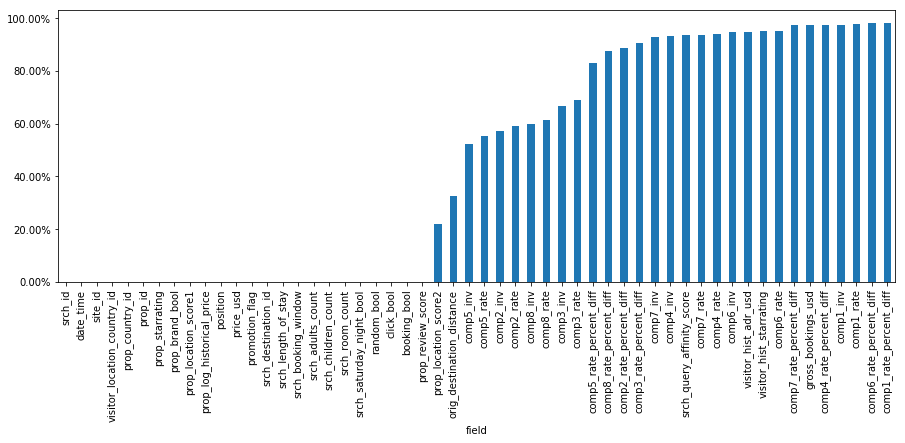 100.00%
80.00%
60.00%
40.00%
20.00%
0.00%
srch_id
date_time
site_id
visitor_location_country_id
prop_country_id
prop_id
prop_starrating
prop_brand_bool
prop_location_score1
prop_log_historical_price
position
price_usd
promotion_flag
srch_destination_id
srch_length_of_stay
srch_booking_window
srch_adults_count
srch_children_count
srch_room_count
srch_saturday_night_bool
random_bool
click_bool
booking_bool
prop_review_score
prop_location_score2
orig_destination_distance
comp5_inv
comp5_rate
comp2_inv
comp2_rate
comp8_inv
comp8_rate
comp3_inv
comp3_rate
comp5_rate_percent_diff
comp8_rate_percent_diff
comp2_rate_percent_diff
comp3_rate_percent_diff
comp7_inv
comp4_inv
srch_query_affinity_score
comp7_rate
comp4_rate
comp6_inv
visitor_hist_adr_usd
visitor_hist_starrating
comp6_rate
comp7_rate_percent_diff
gross_bookings_usd
comp4_rate_percent_diff
comp1_inv
comp1_rate
comp6_rate_percent_diff
comp1_rate_percent_diff
field